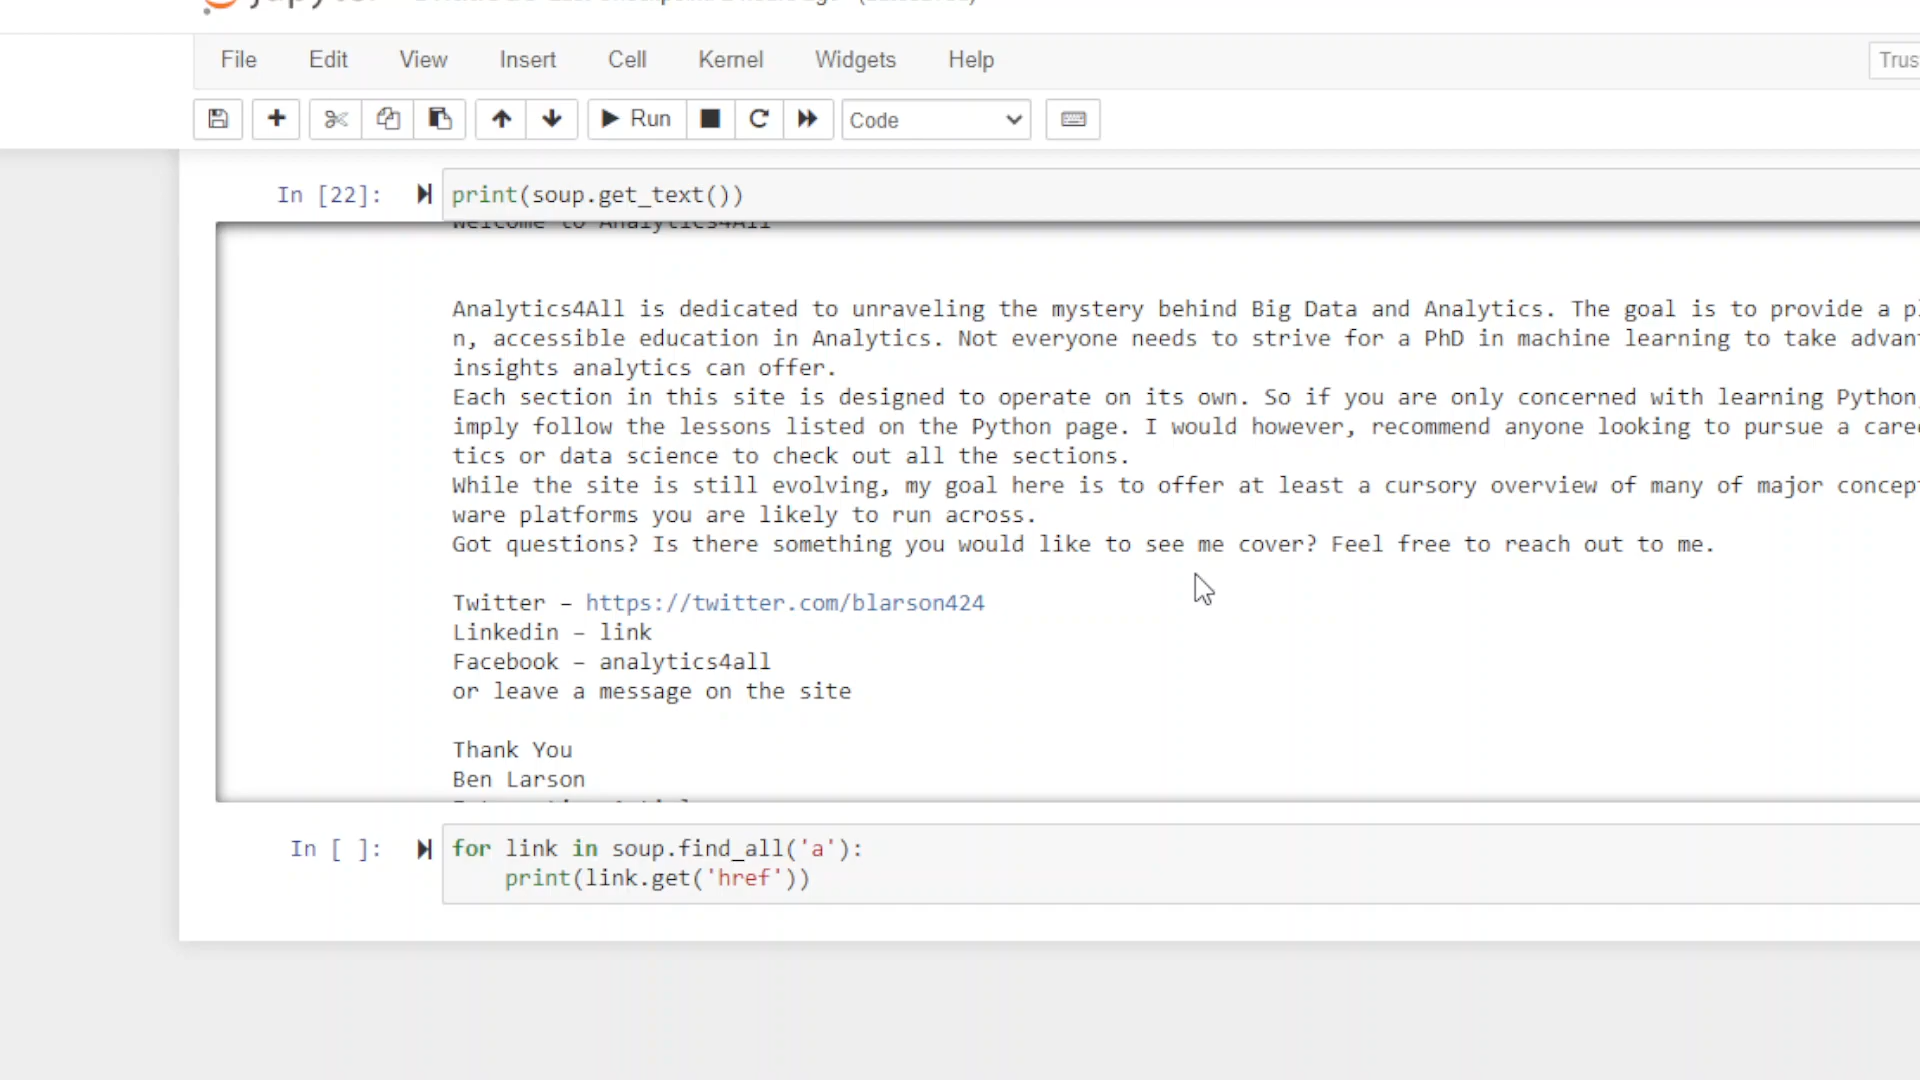 File Edit View Insert Cell Kernel Widgets Help
Run Code
In [22]: print(soup.get_text())
Welcome to Analytics4All
Analytics4All is dedicated to unraveling the mystery behind Big Data and Analytics. The goal is to provide a
n, accessible education in Analytics. Not everyone needs to strive for a PhD in machine learning to take
insights analytics can offer.
Each section in this site is designed to operate on its own. So if you are only concerned with learning Python,
imply follow the lessons listed on the Python page. I would however, recommend anyone looking to pursue a
tics or data science to check out all the sections.
While the site is still evolving, my goal here is to offer at least a cursory overview of many of major
ware platforms you are likely to run across.
Got questions? Is there something you would like to see me cover? Feel free to reach out to me.
Twitter – https://twitter.com/blarson424
Linkedin – link
Facebook – analytics4all
or leave a message on the site
Thank You
Ben Larson
In [ ]: for link in soup.find_all('a'):
print(link.get('href'))